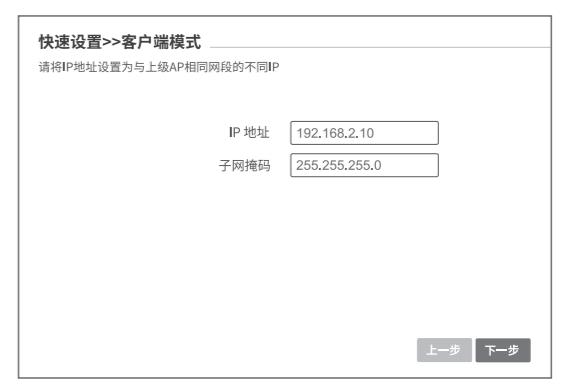 快速设置>>客户端模式
请将IP地址设置为与上级AP相同网段的不同IP
IP 地址 192.168.2.10
子网掩码 255.255.255.0
上一步 下一步